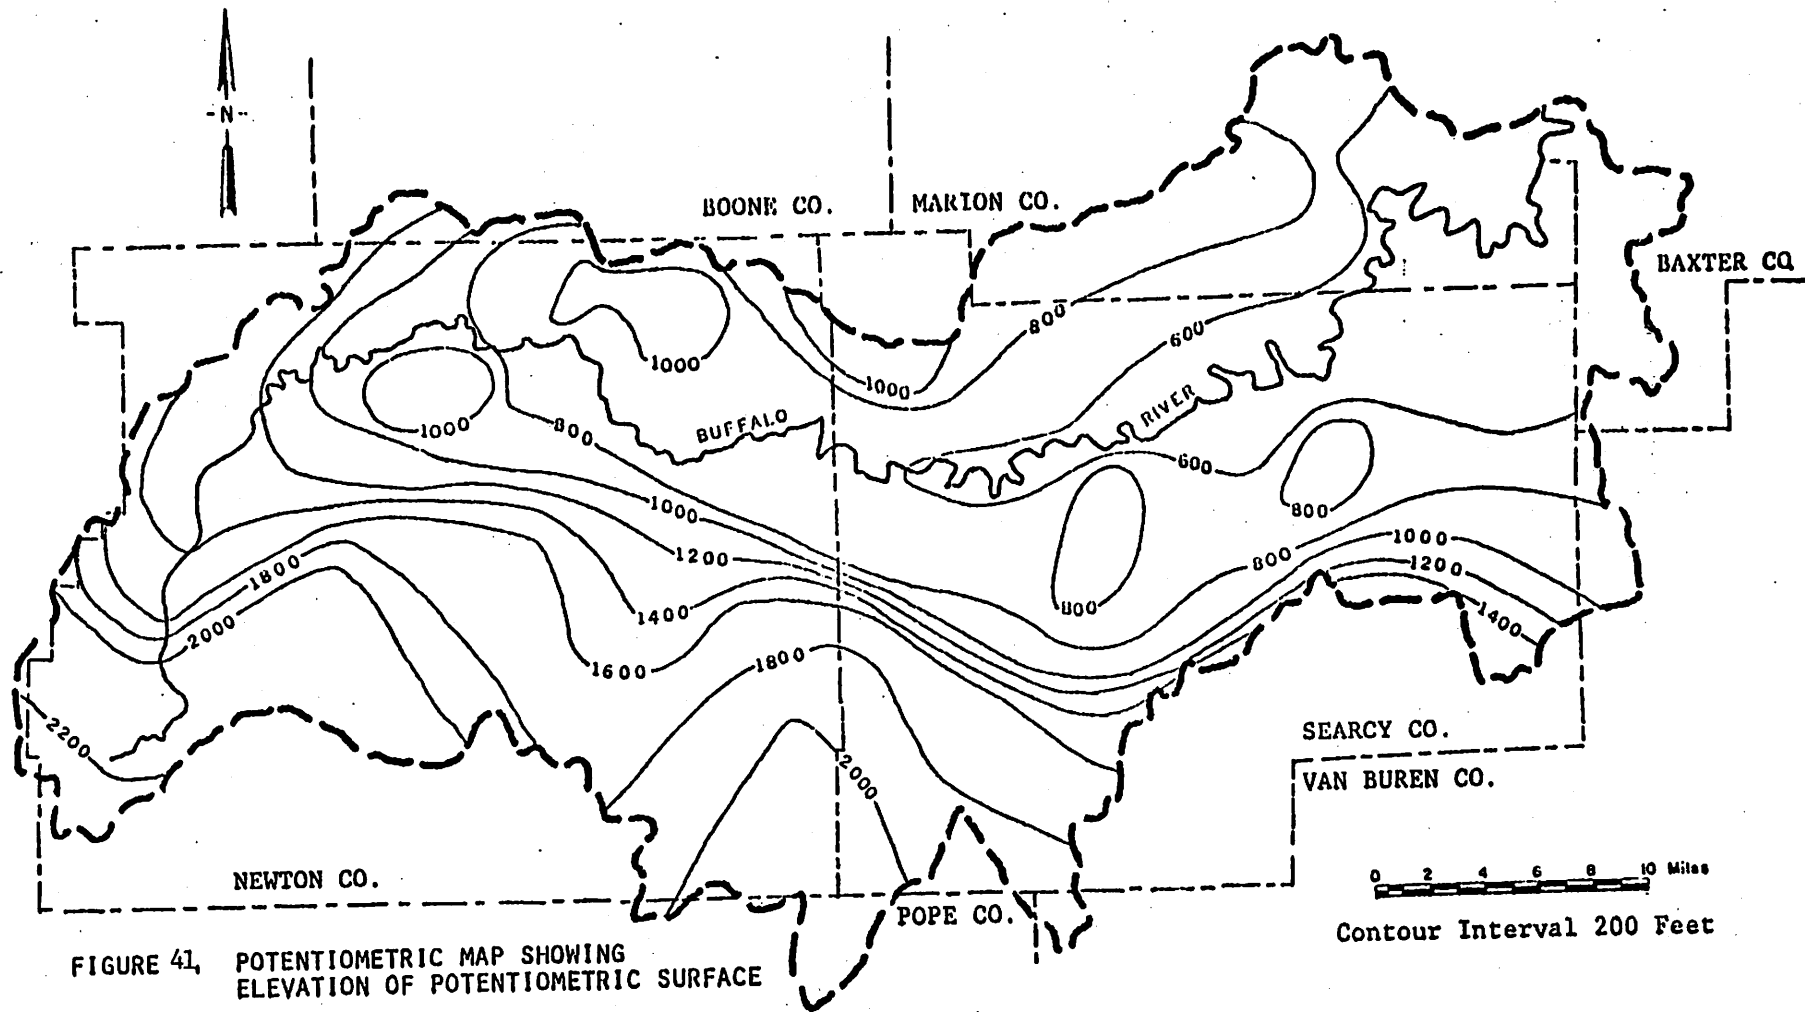 -N-
BOONE CO.
MARION CO.
BAXTER CO
800
600
1000
1000
1000
800
BUFFALO
RIVER
600
800
1000
1200
1800
1400
2000
1600
1800
800
800
1000
1200
1400
2200
2000
SEARCY CO.
VAN BUREN CO.
NEWTON CO.
POPE CO.
0 2 4 6 8 10 Miles
Contour Interval 200 Feet
FIGURE 41, POTENTIOMETRIC MAP SHOWING
ELEVATION OF POTENTIOMETRIC SURFACE